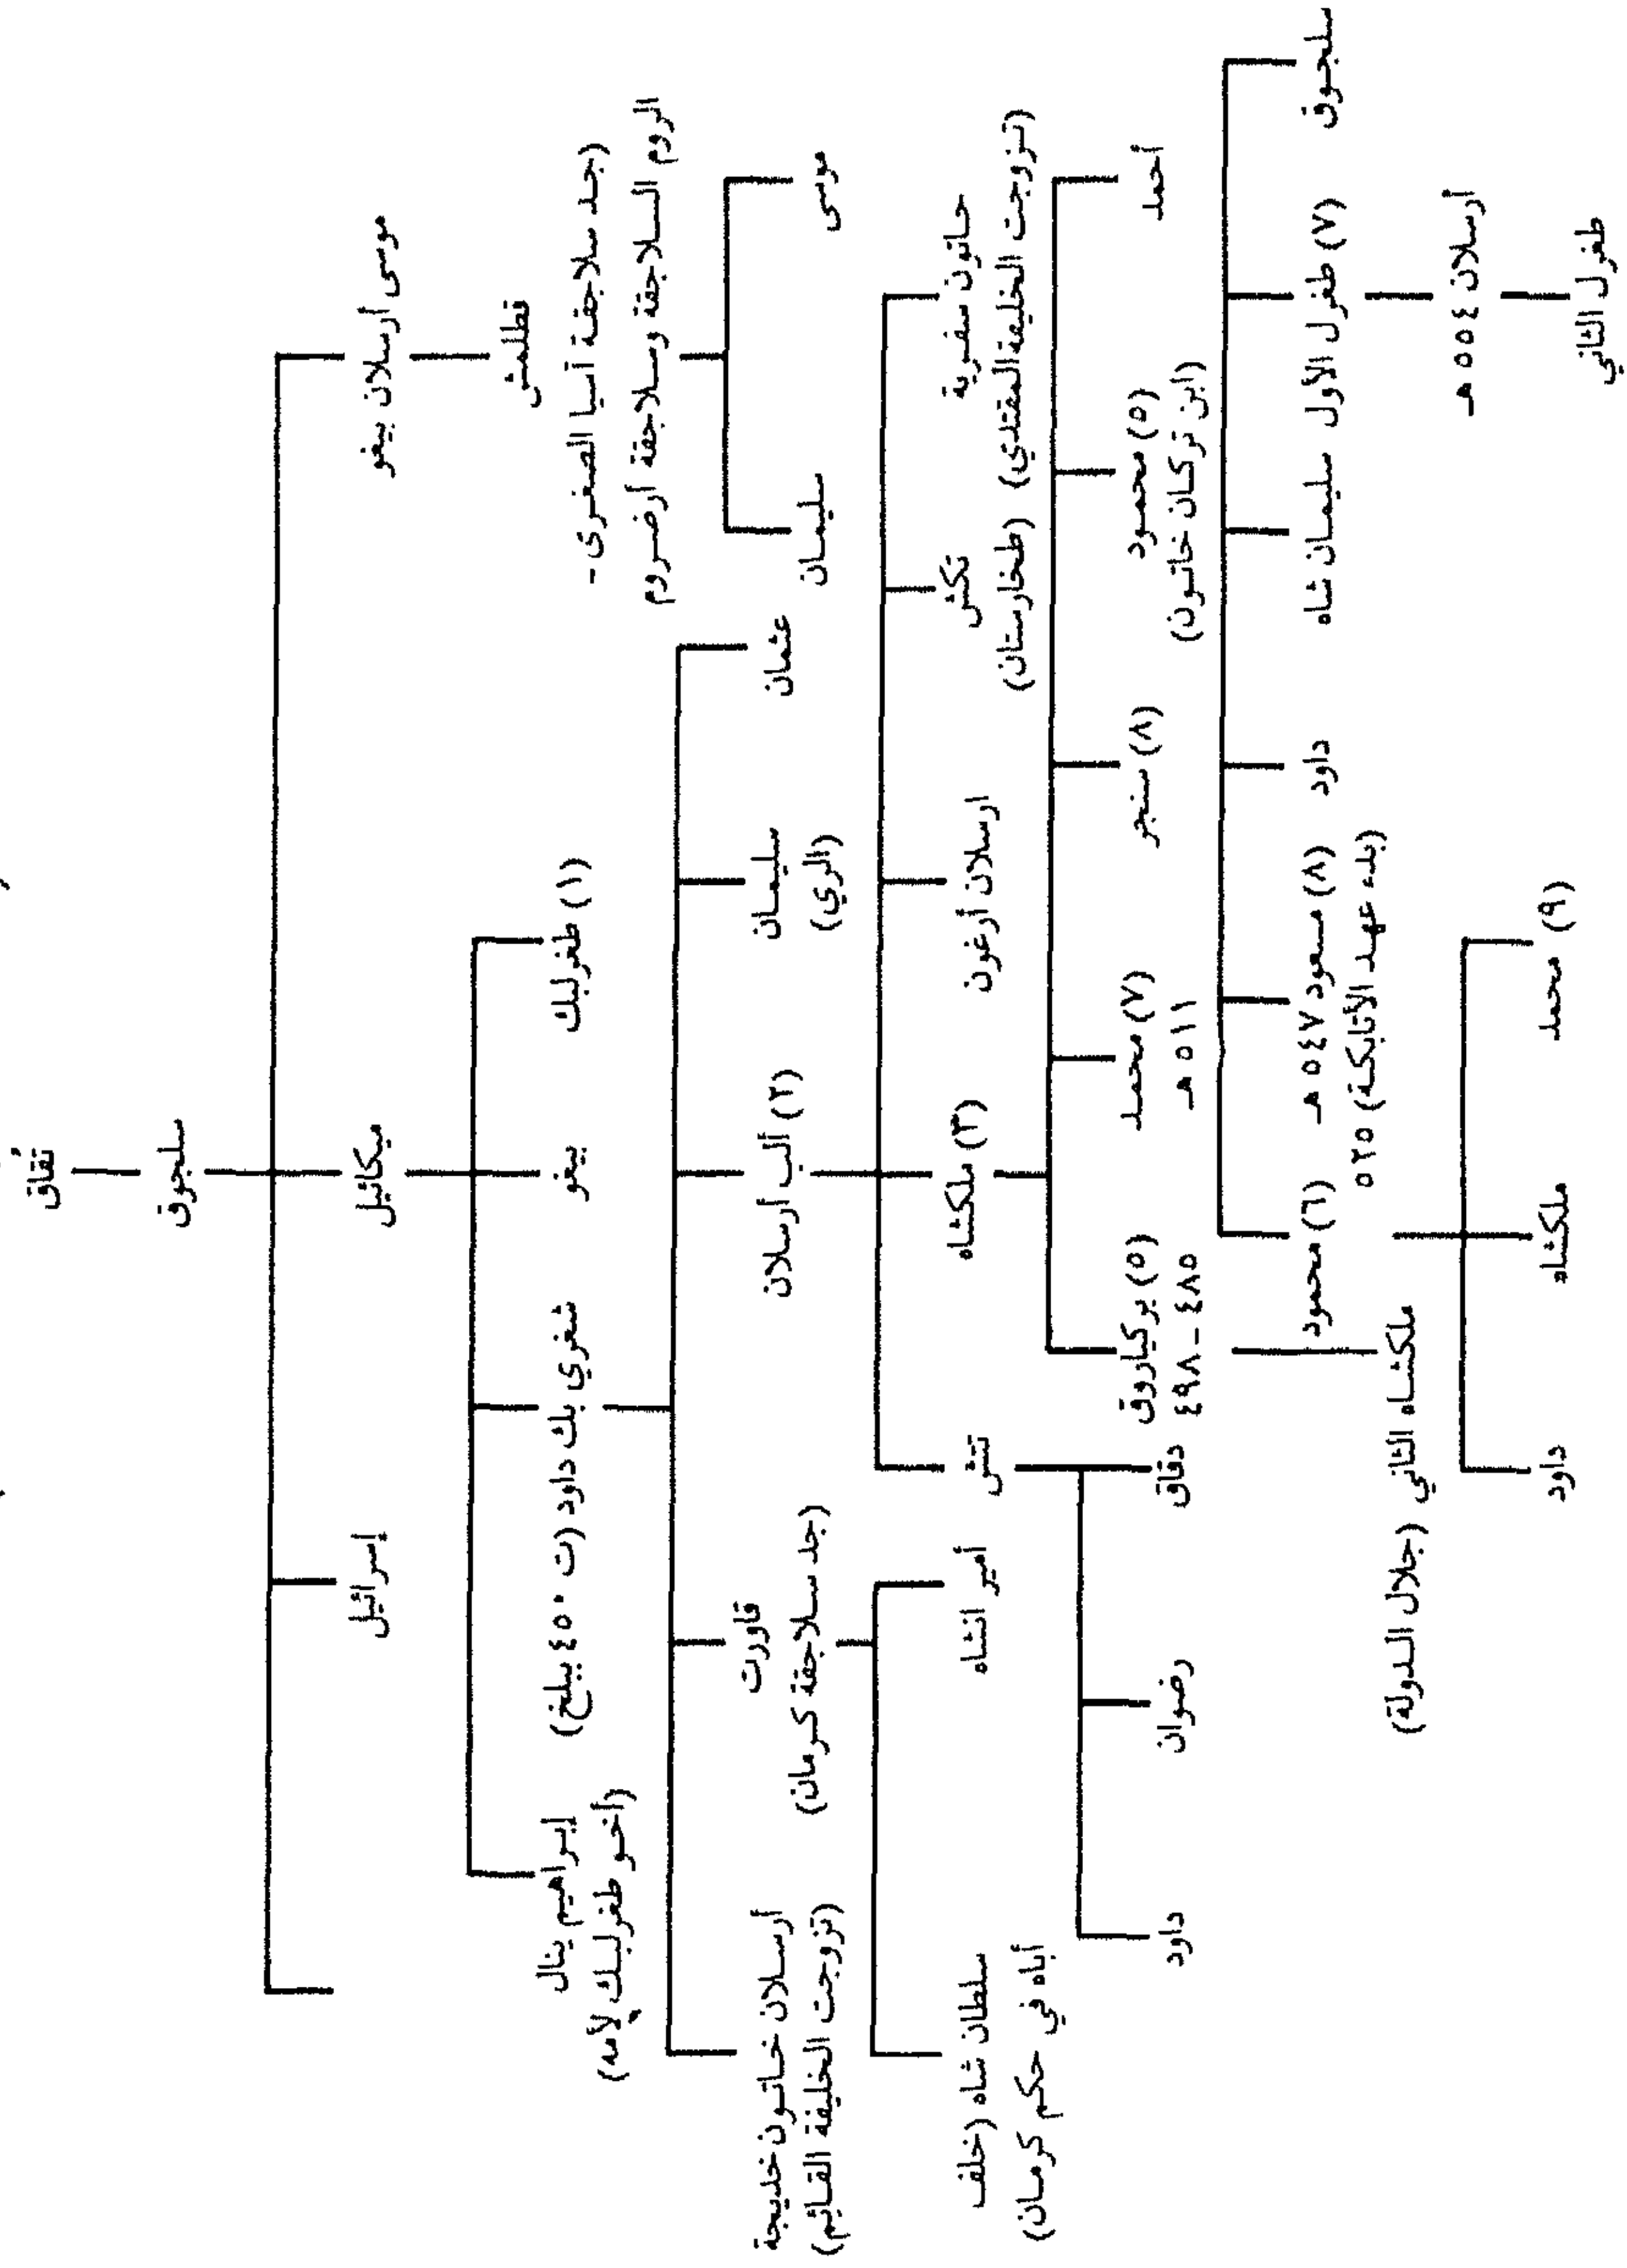 تُقاق
سلجوق
موسى أرسلان بيغو
ميكائيل
إسرائيل
قطلمش
(جد سلاجقة آسيا الصغرى -
الروم السلاجقة وسلاجقة أرضروم
(١) طغرلبك
بيغو
شغري بك داود (ت ٤٥٠ ببلخ)
إبراهيم ينال
(أخو طغرلبك لأمه)
موسى
سليمان
عثمان
سليمان
(الري)
(٢) ألب أرسلان
قاورت
(جد سلاجقة كرمان)
أرسلان خاتون خديجة
(تزوجت الخليفة القائم)
خاتون سفرية
(تزوجت الخليفة المقتدي)
تكش
(طخارستان)
ارسلان أرغون
(٣) ملكشاه
تتش
أمير انشاه
سلطان شاه (خلف
أباه في حكم كرمان)
أحمد
(٥) محمود
(ابن تركان خاتون)
(٨) سنجر
(٧) محمد
٥١١ هـ
(٥) بركياروق
٤٨٥ - ٤٩٨
دقاق
رضوان
داود
سلجوق
(٧) طغرل الأول
سليمان شاه
داود
(٨) مسعود ٥٤٧ هـ
(بدء عهد الأتابكة) ٥٢٥
(٦) محمود
ملكشاه الثاني (جلال الدولة)
أرسلان ٥٥٤ هـ
طغرل الثاني
(٩) محمد
ملكشاه
داود